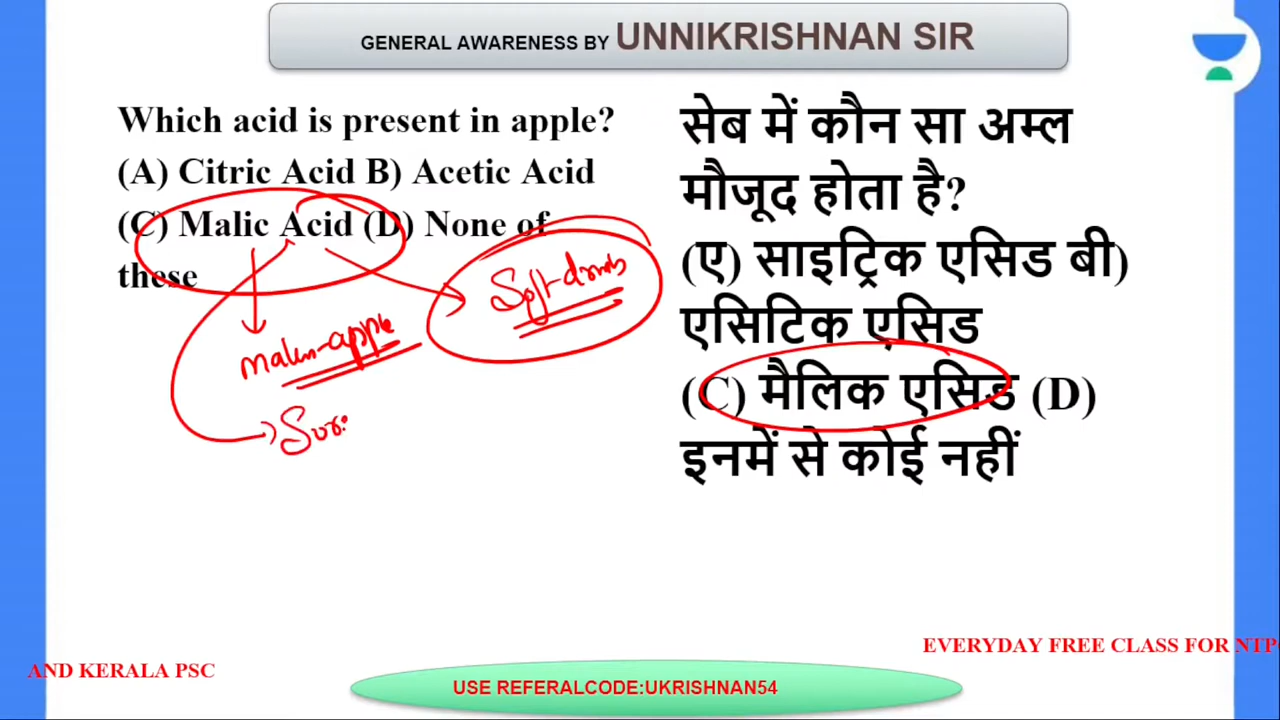 GENERAL AWARENESS BY UNNIKRISHNAN SIR
Which acid is present in apple?
(A) Citric Acid B) Acetic Acid
(C) Malic Acid (D) None of
these
Soft-drinks
malum-apple
सेब में कौन सा अम्ल
मौजूद होता है?
(ए) साइट्रिक एसिड बी)
एसिटिक एसिड
(C) मैलिक एसिड (D)
इनमें से कोई नहीं
EVERYDAY FREE CLASS FOR NTP
AND KERALA PSC
USE REFERALCODE:UKRISHNAN54